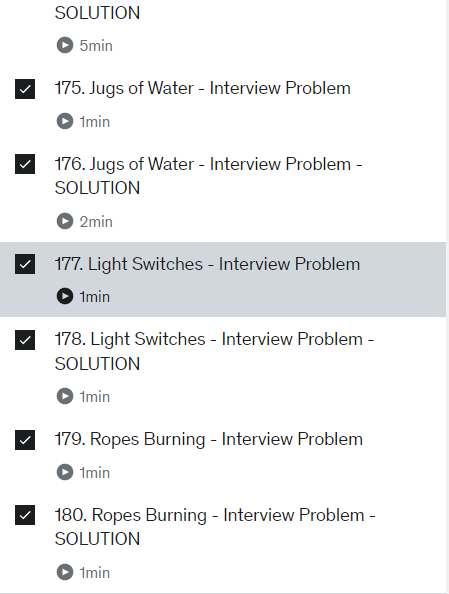 SOLUTION
5min
175. Jugs of Water - Interview Problem
1min
176. Jugs of Water - Interview Problem -
SOLUTION
2min
177. Light Switches - Interview Problem
1min
178. Light Switches - Interview Problem -
SOLUTION
1min
179. Ropes Burning - Interview Problem
1min
180. Ropes Burning - Interview Problem -
SOLUTION
1min